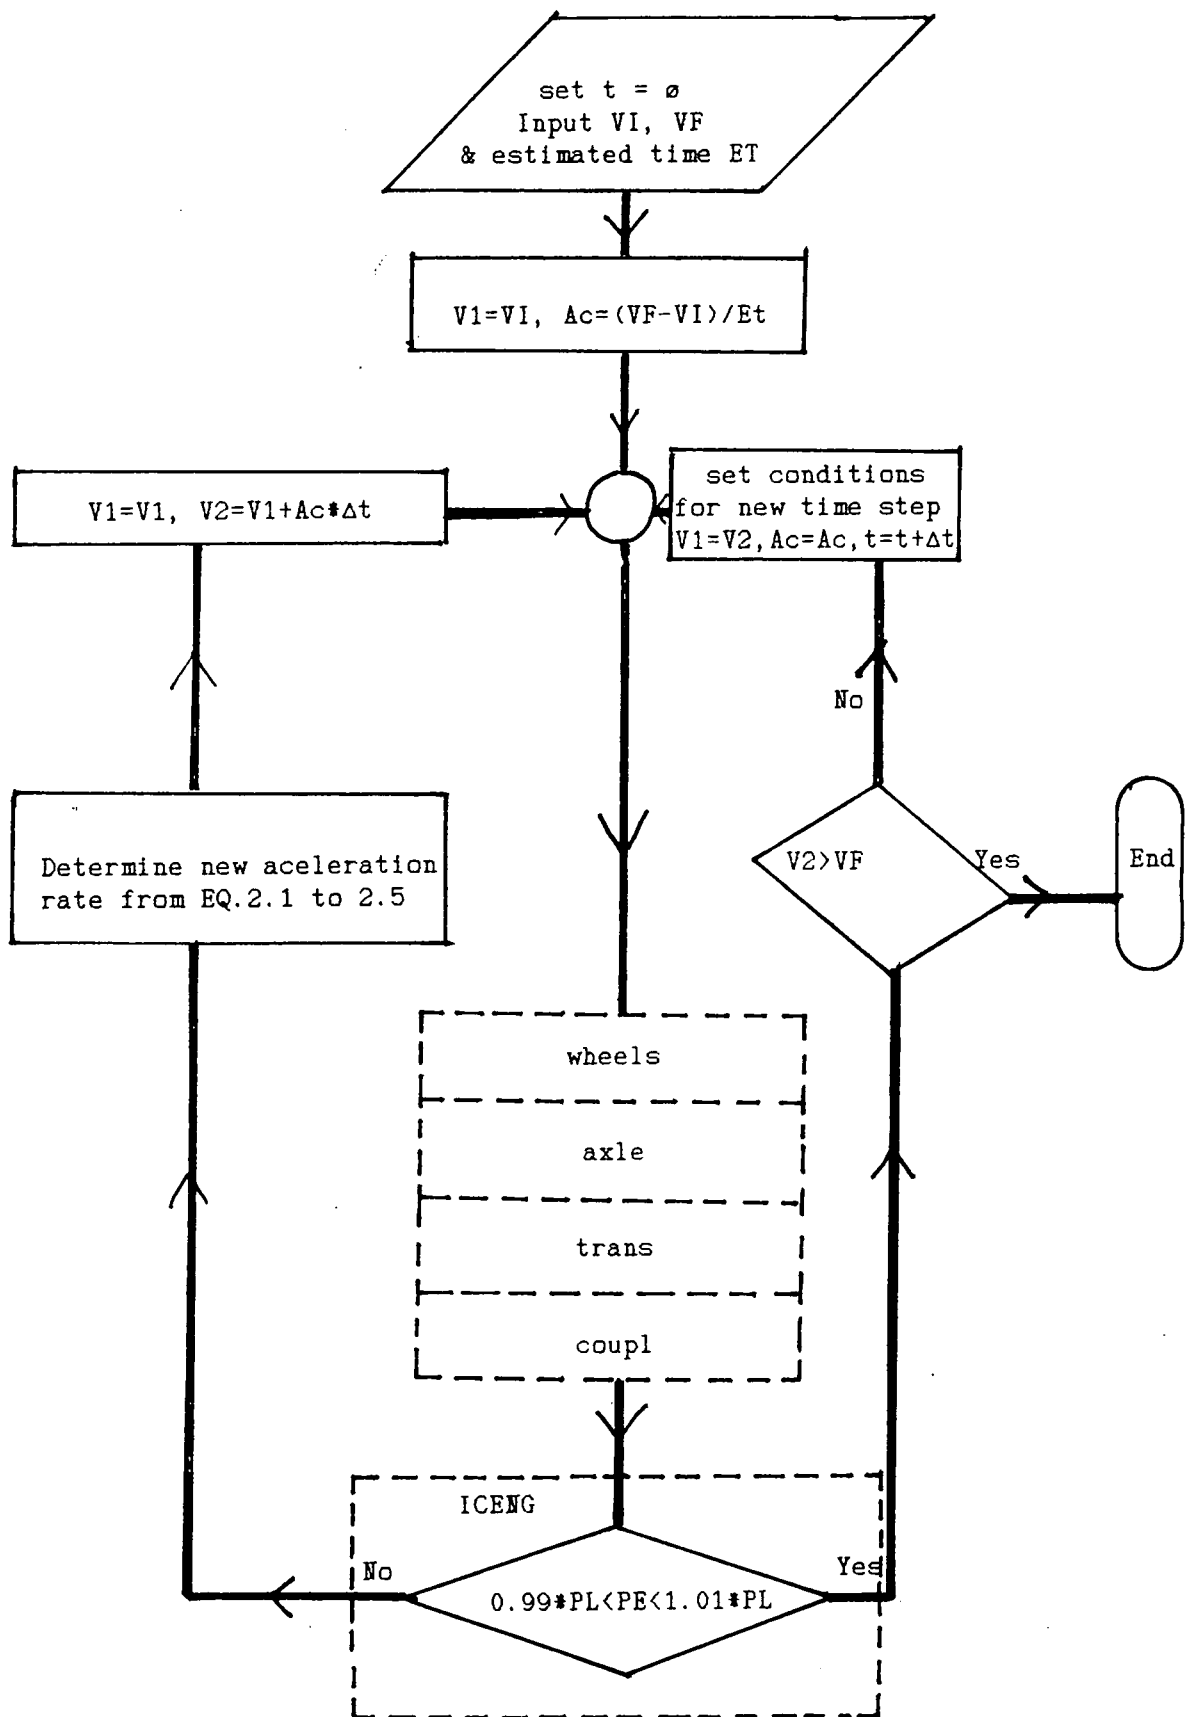 set t = ø
Input VI, VF
& estimated time ET
V1=VI, Ac=(VF-VI)/Et
V1=V1, V2=V1+Ac*Δt
set conditions
for new time step
V1=V2,Ac=Ac,t=t+Δt
No
Determine new aceleration
rate from EQ.2.1 to 2.5
V2>VF
Yes
End
wheels
axle
trans
coupl
ICENG
No
Yes
0.99*PL<PE<1.01*PL